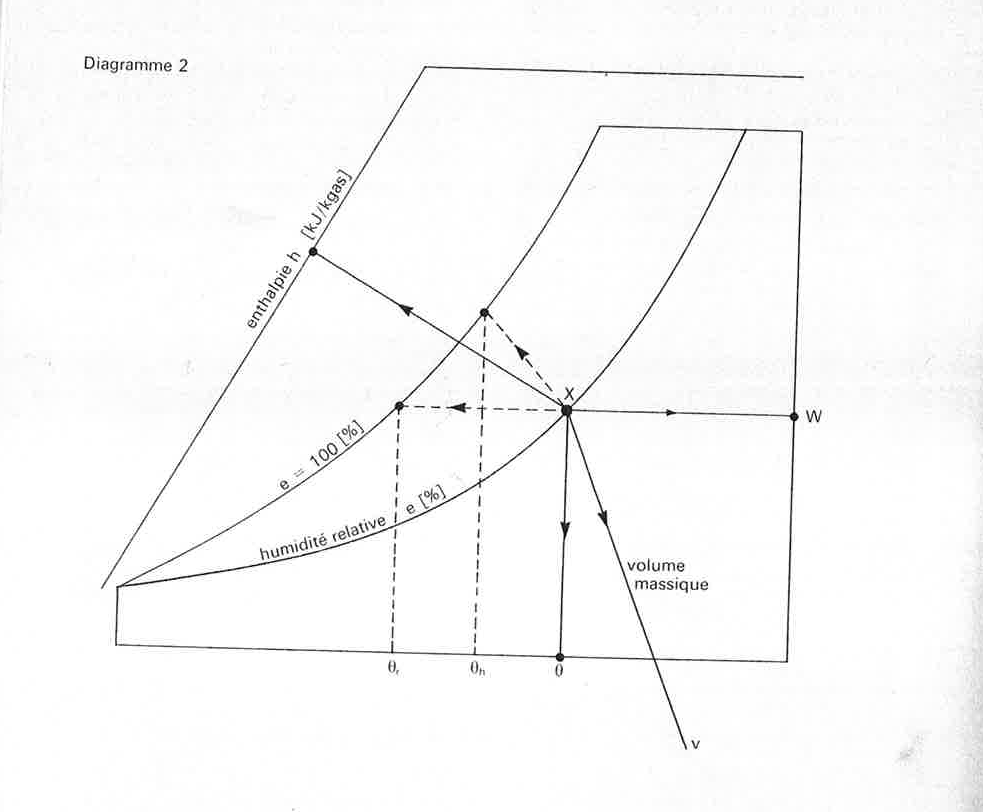 Diagramme 2
enthalpie h [kJ/kgas]
X
W
e = 100 [%]
humidité relative e [%]
volume
massique
θr
θh
θ
v